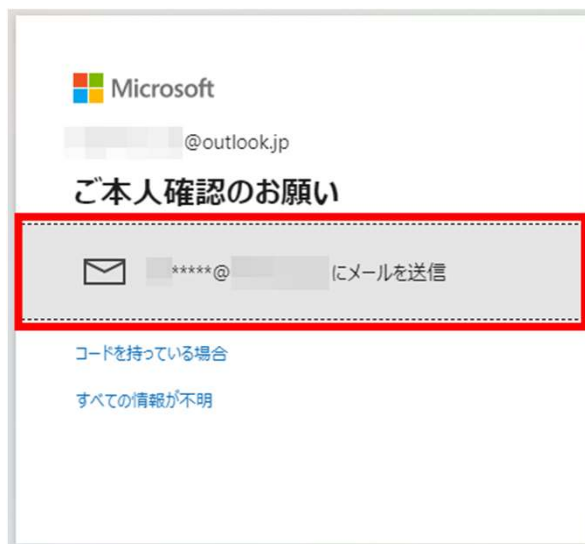 Microsoft
@outlook.jp
ご本人確認のお願い
*****@ にメールを送信
コードを持っている場合
すべての情報が不明